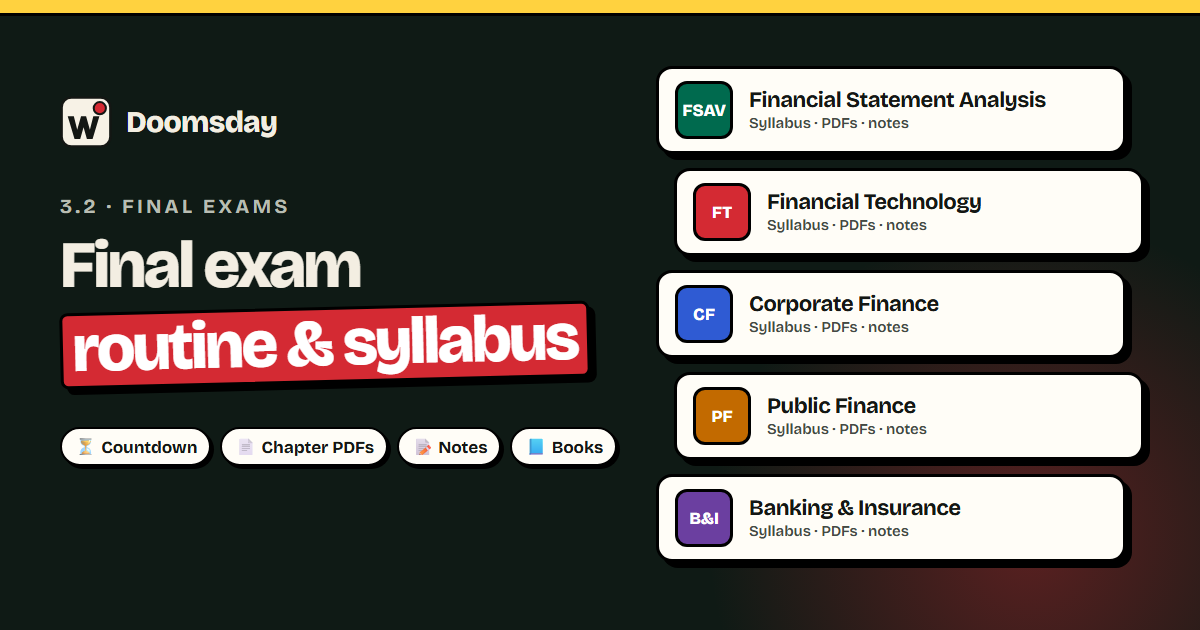 W
Doomsday
3.2 · FINAL EXAMS
Final exam
routine & syllabus
Countdown
Chapter PDFs
Notes
Books
FSAV
Financial Statement Analysis
Syllabus · PDFs · notes
FT
Financial Technology
Syllabus · PDFs · notes
CF
Corporate Finance
Syllabus · PDFs · notes
PF
Public Finance
Syllabus · PDFs · notes
B&I
Banking & Insurance
Syllabus · PDFs · notes